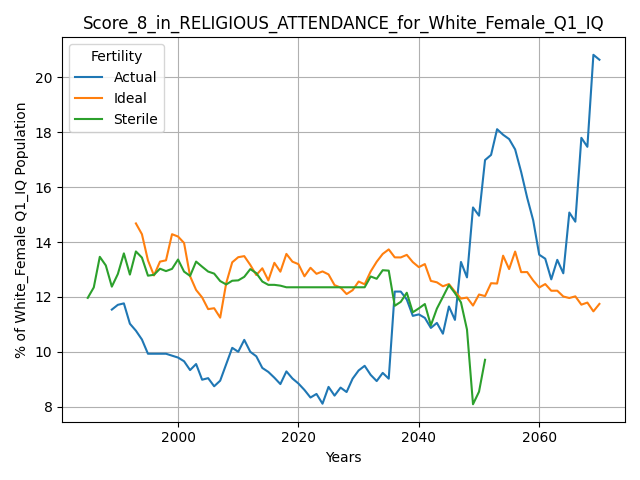 Score_8_in_RELIGIOUS_ATTENDANCE_for_White_Female_Q1_IQ
% of White_Female Q1_IQ Population
Fertility
Actual
Ideal
Sterile
20
18
16
14
12
10
8
2000 2020 2040 2060
Years